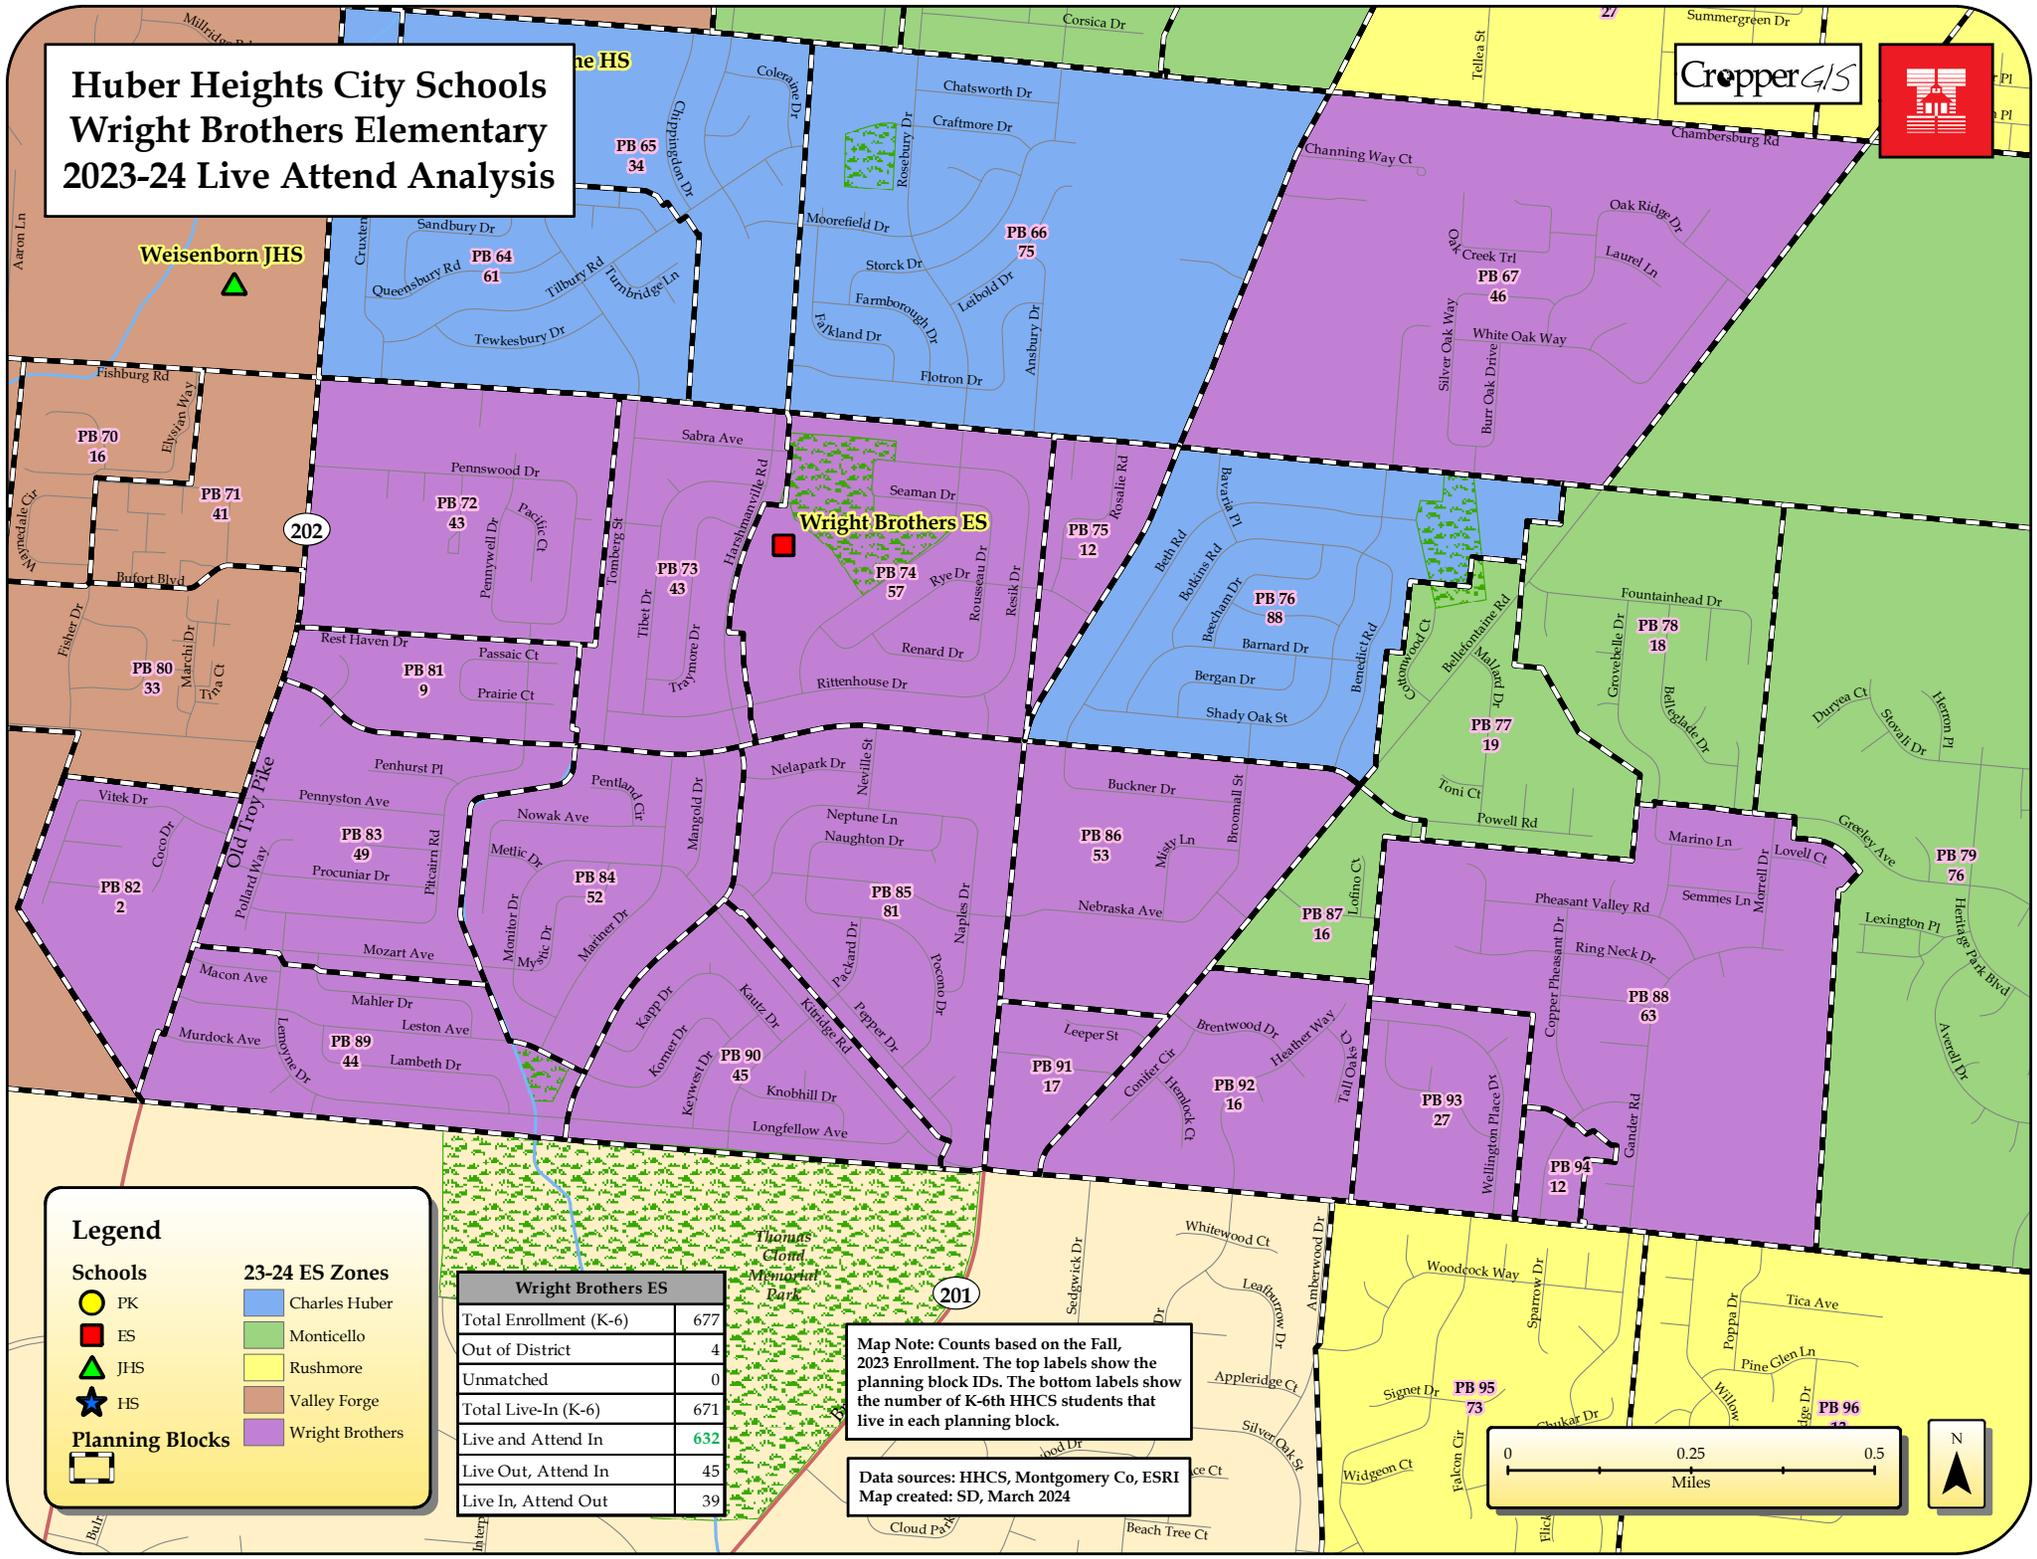 Huber Heights City Schools
Wright Brothers Elementary
2023-24 Live Attend Analysis
ne HS
CropperGIS
27
Corsica Dr
Summergreen Dr
Tellea St
Chambersburg Rd
Coleraine Dr
Chippingdon Dr
Chatsworth Dr
Craftmore Dr
Rosebury Dr
Channing Way Ct
PB 65
34
Aaron Ln
Weisenborn JHS
Sandbury Dr
PB 64
61
Queensbury Rd
Tilbury Rd
Turnbridge Ln
Tewkesbury Dr
Moorefield Dr
PB 66
75
Storck Dr
Leibold Dr
Farmborough Dr
Falkland Dr
Ansbury Dr
Flotron Dr
Oak Ridge Dr
Oak Creek Trl
Laurel Ln
PB 67
46
Silver Oak Way
White Oak Way
Burr Oak Drive
Fishburg Rd
Elysian Way
PB 70
16
PB 71
41
Waynedale Cir
Bufort Blvd
202
Pennswood Dr
PB 72
43
Pacific Ct
Pennywell Dr
Tomberg St
Sabra Ave
Harshmanville Rd
PB 73
43
Tibet Dr
Traymore Dr
Seaman Dr
Wright Brothers ES
PB 74
57
Rye Dr
Rousseau Dr
Resik Dr
Renard Dr
Rittenhouse Dr
Rosalie Rd
PB 75
12
Bavaria Pl
Beth Rd
Botkins Rd
Beecham Dr
PB 76
88
Barnard Dr
Bergan Dr
Shady Oak St
Benedict Rd
Cottonwood Ct
Bellefontaine Rd
Mallard Dr
PB 77
19
Toni Ct
Powell Rd
Fountainhead Dr
PB 78
18
Grovebelle Dr
Belleglade Dr
Duryea Ct
Stovali Dr
Herron Pl
Fisher Dr
PB 80
33
Marchi Dr
Tina Ct
Rest Haven Dr
PB 81
9
Passaic Ct
Prairie Ct
Vitek Dr
Coco Dr
PB 82
2
Old Troy Pike
Penhurst Pl
Pennyston Ave
PB 83
49
Procuniar Dr
Pollard Way
Pitcairn Rd
Mozart Ave
Pentland Cir
Nowak Ave
Mangold Dr
Metlic Dr
PB 84
52
Monitor Dr
Mystic Dr
Mariner Dr
Nelapark Dr
Neville St
Neptune Ln
Naughton Dr
PB 85
81
Packard Dr
Naples Dr
Pocono Dr
Pepper Dr
Kitridge Rd
Buckner Dr
Broomall St
PB 86
53
Misty Ln
Nebraska Ave
PB 87
16
Lofino Ct
Marino Ln
Lovell Ct
Morrell Dr
Semmes Ln
Pheasant Valley Rd
Ring Neck Dr
Copper Pheasant Dr
PB 88
63
Greeley Ave
PB 79
76
Lexington Pl
Heritage Park Blvd
Averell Dr
Macon Ave
Mahler Dr
Leston Ave
Murdock Ave
Lemoyne Dr
PB 89
44
Lambeth Dr
Kapp Dr
Kautz Dr
Korner Dr
Keywest Dr
PB 90
45
Knobhill Dr
Longfellow Ave
Leeper St
PB 91
17
Brentwood Dr
Heather Way
Conifer Cir
Hemlock Ct
Tall Oaks Ct
PB 92
16
PB 93
27
Wellington Place Dr
PB 94
12
Gander Rd
Thomas
Cloud
Memorial
Park
201
Sedgwick Dr
Whitewood Ct
Leafburrow Dr
Amberwood Dr
Appleridge Ct
Silver Oak St
Beach Tree Ct
Cloud Park
Woodcock Way
Sparrow Dr
Signet Dr
PB 95
73
Chukar Dr
Widgeon Ct
Falcon Cir
Poppa Dr
Tica Ave
Pine Glen Ln
Willow
PB 96
Legend
Schools
PK
ES
JHS
HS
Planning Blocks
23-24 ES Zones
Charles Huber
Monticello
Rushmore
Valley Forge
Wright Brothers
Wright Brothers ES
Total Enrollment (K-6) 677
Out of District 4
Unmatched 0
Total Live-In (K-6) 671
Live and Attend In 632
Live Out, Attend In 45
Live In, Attend Out 39
Map Note: Counts based on the Fall,
2023 Enrollment. The top labels show the
planning block IDs. The bottom labels show
the number of K-6th HHCS students that
live in each planning block.
Data sources: HHCS, Montgomery Co, ESRI
Map created: SD, March 2024
0 0.25 0.5
Miles
N